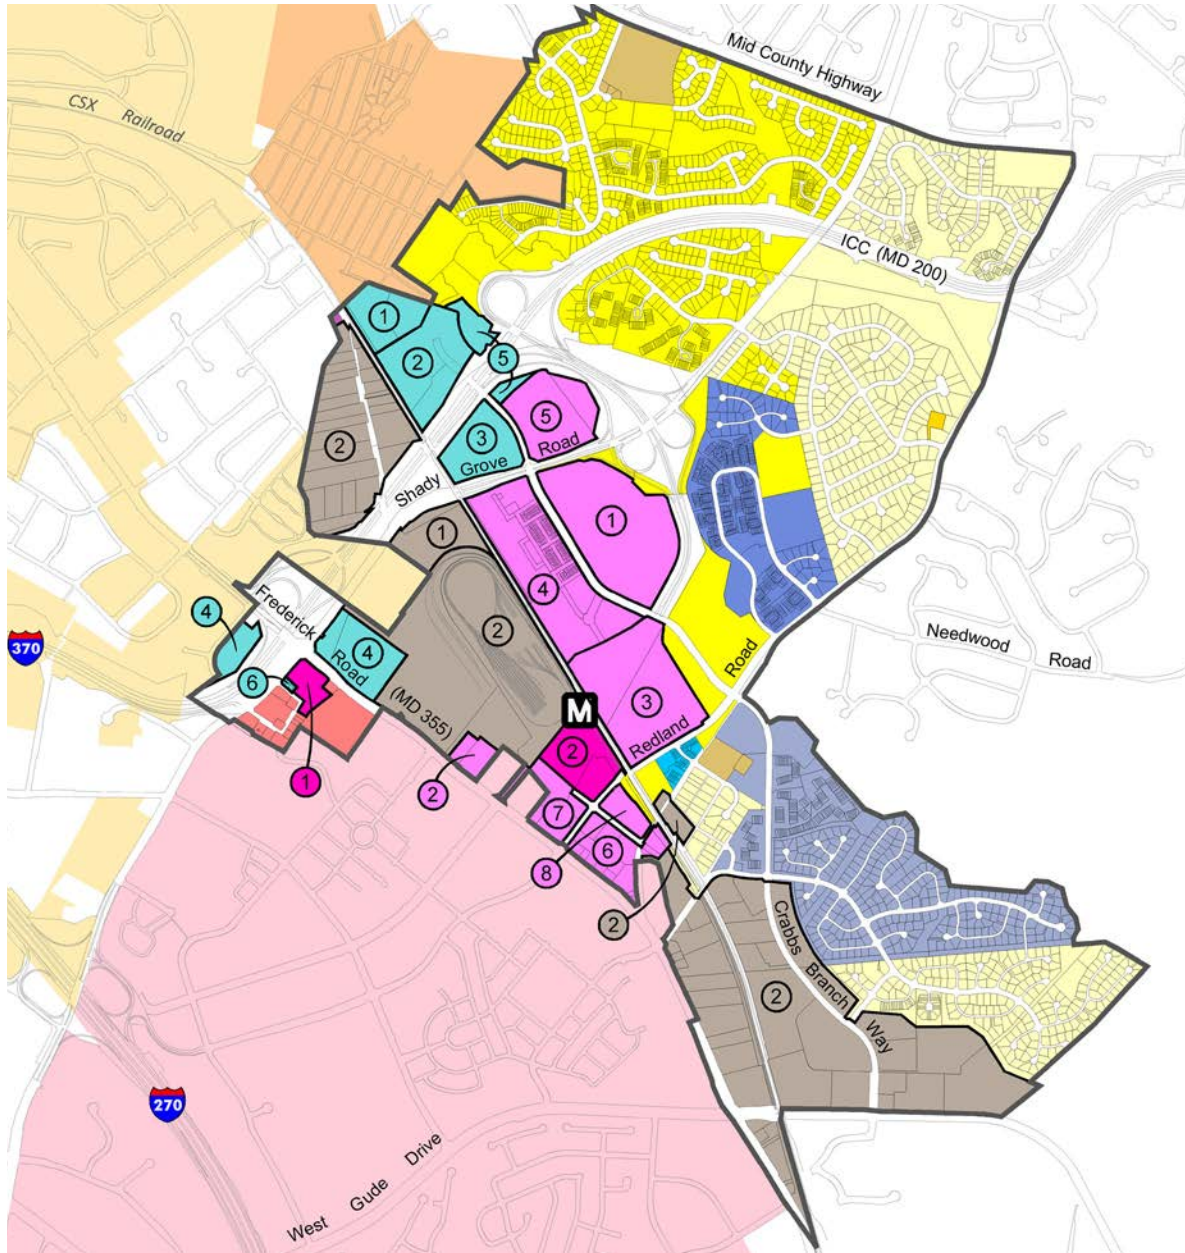 Mid County Highway
CSX Railroad
ICC (MD 200)
1
2
5
5
3
Shady Grove Road
2
1
1
4
2
4
Frederick Road (MD 355)
4
Needwood Road
370
6
Road
M
3
Redland
2
1
2
7
6
8
2
Crabbs Branch Way
2
270
West Gude Drive